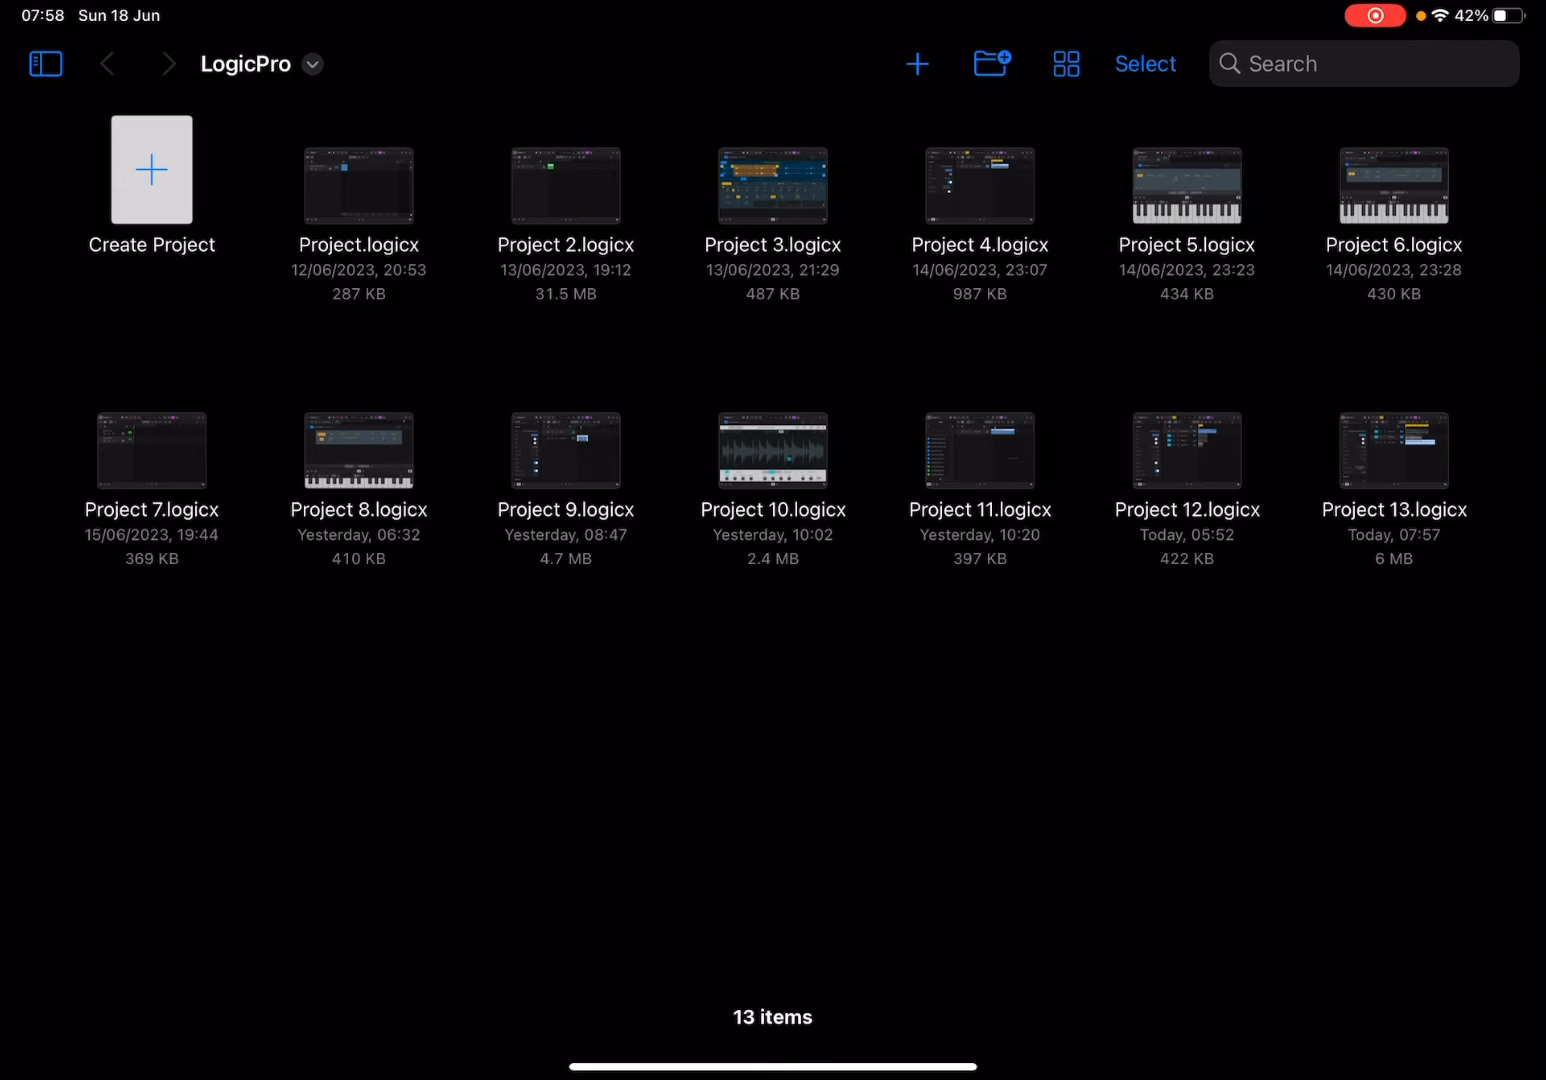 07:58 Sun 18 Jun
42%
LogicPro
Select
Search
Create Project
Project.logicx
12/06/2023, 20:53
287 KB
Project 2.logicx
13/06/2023, 19:12
31.5 MB
Project 3.logicx
13/06/2023, 21:29
487 KB
Project 4.logicx
14/06/2023, 23:07
987 KB
Project 5.logicx
14/06/2023, 23:23
434 KB
Project 6.logicx
14/06/2023, 23:28
430 KB
Project 7.logicx
15/06/2023, 19:44
369 KB
Project 8.logicx
Yesterday, 06:32
410 KB
Project 9.logicx
Yesterday, 08:47
4.7 MB
Project 10.logicx
Yesterday, 10:02
2.4 MB
Project 11.logicx
Yesterday, 10:20
397 KB
Project 12.logicx
Today, 05:52
422 KB
Project 13.logicx
Today, 07:57
6 MB
13 items